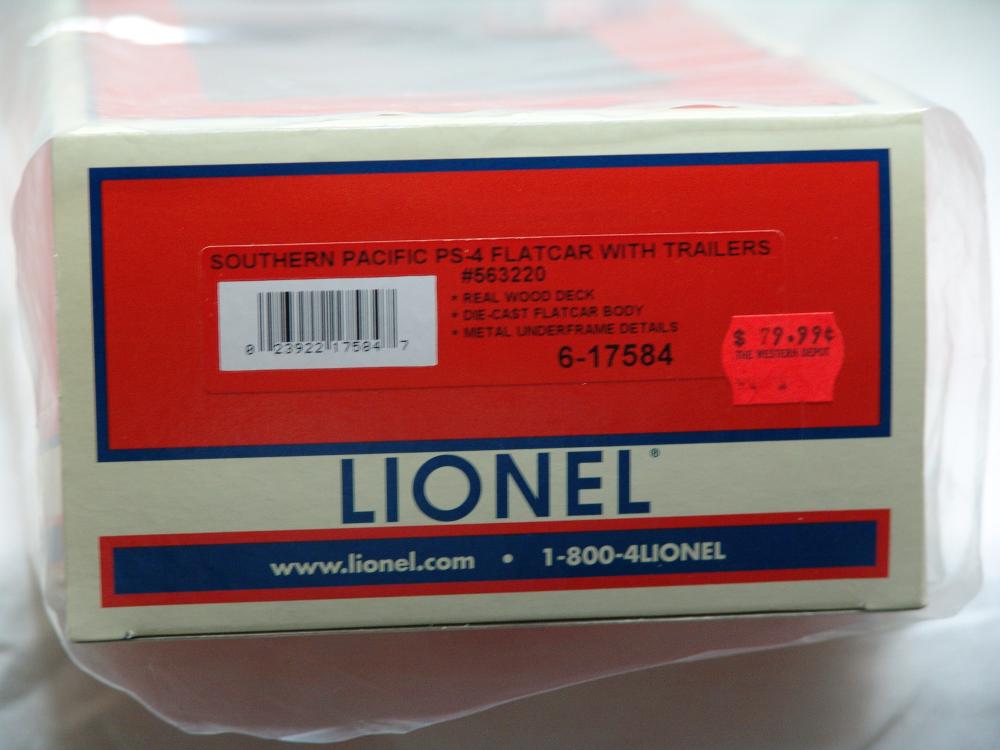 SOUTHERN PACIFIC PS-4 FLATCAR WITH TRAILERS
#563220
* REAL WOOD DECK
* DIE-CAST FLATCAR BODY
* METAL UNDERFRAME DETAILS
6-17584
0 23922 17584 7
$ 79.99¢
THE WESTERN DEPOT
LIONEL®
www.lionel.com • 1-800-4LIONEL